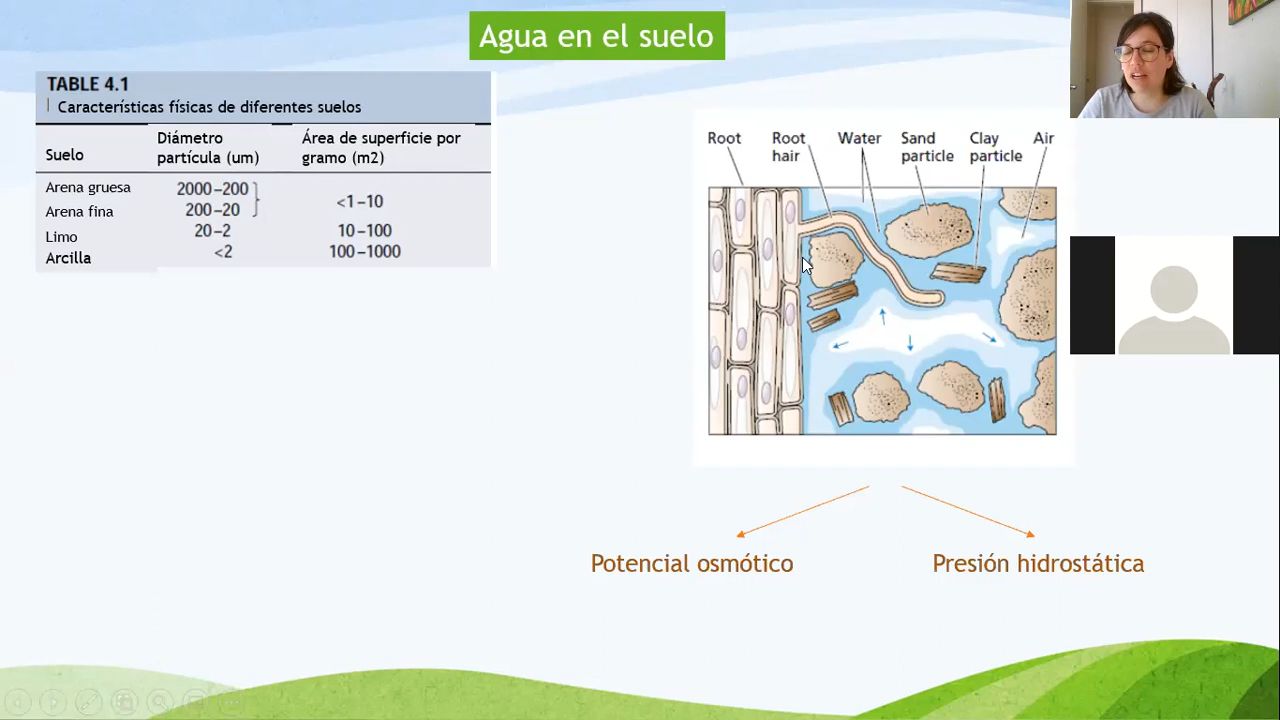 Agua en el suelo
TABLE 4.1
Características físicas de diferentes suelos
Suelo
Diámetro
partícula (um)
Área de superficie por
gramo (m2)
Arena gruesa
2000–200
Arena fina
200–20
<1–10
Limo
20–2
10–100
Arcilla
<2
100–1000
Root
Root
hair
Water
Sand
particle
Clay
particle
Air
Potencial osmótico
Presión hidrostática